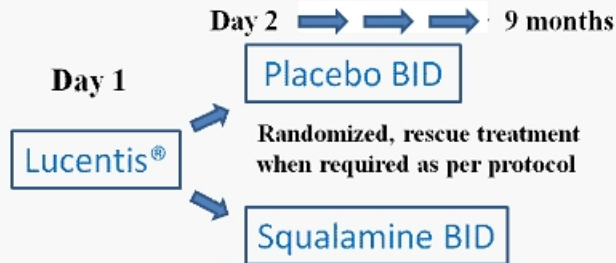 Day 2 9 months
Day 1
Placebo BID
Lucentis®
Randomized, rescue treatment
when required as per protocol
Squalamine BID